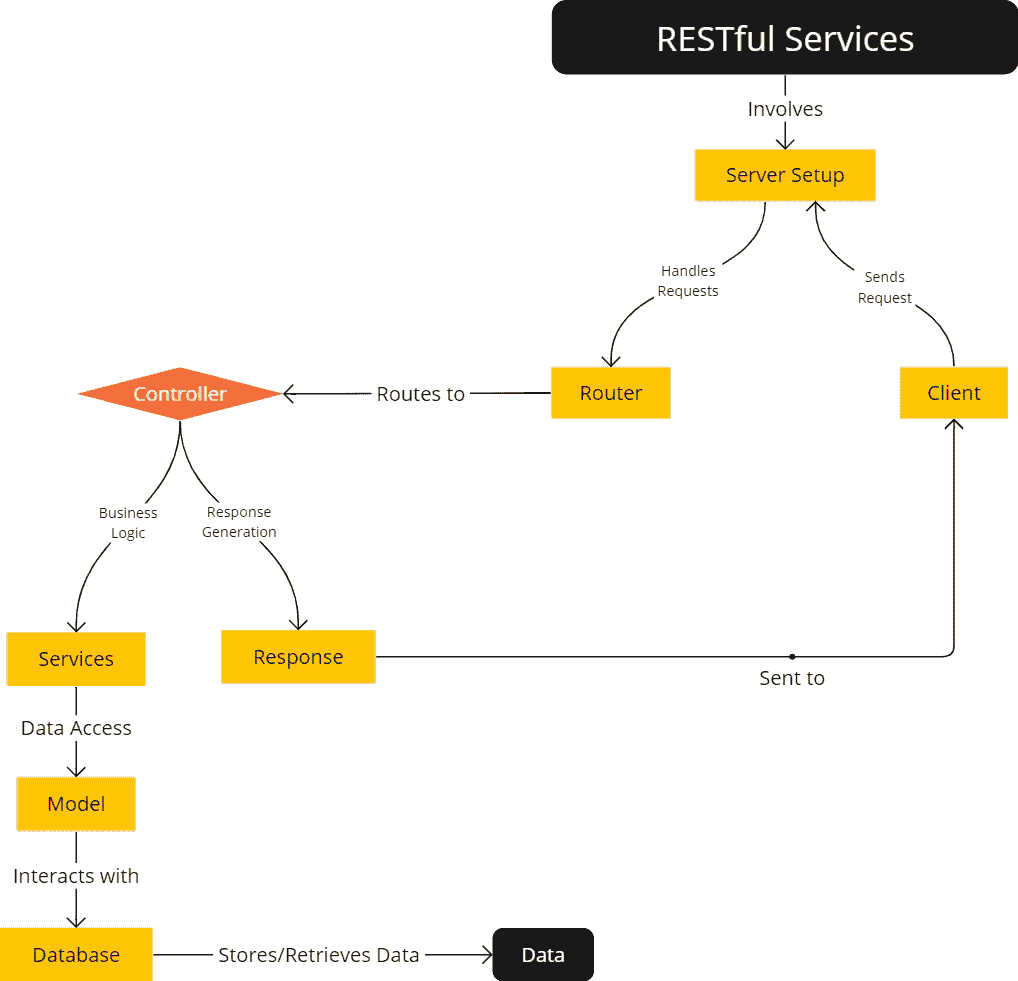 RESTful Services
Involves
Server Setup
Handles
Requests
Sends
Request
Controller
Routes to
Router
Client
Business
Logic
Response
Generation
Services
Response
Sent to
Data Access
Model
Interacts with
Database
Stores/Retrieves Data
Data